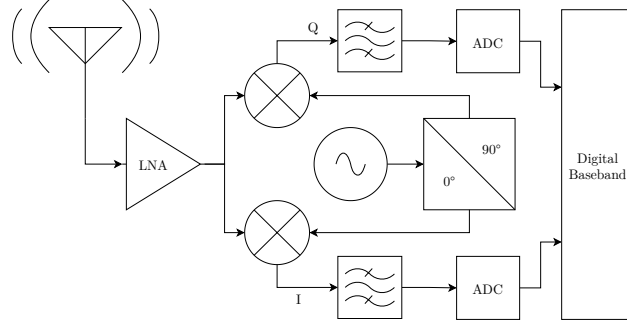 Q
ADC
LNA
90°
0°
Digital
Baseband
I
ADC